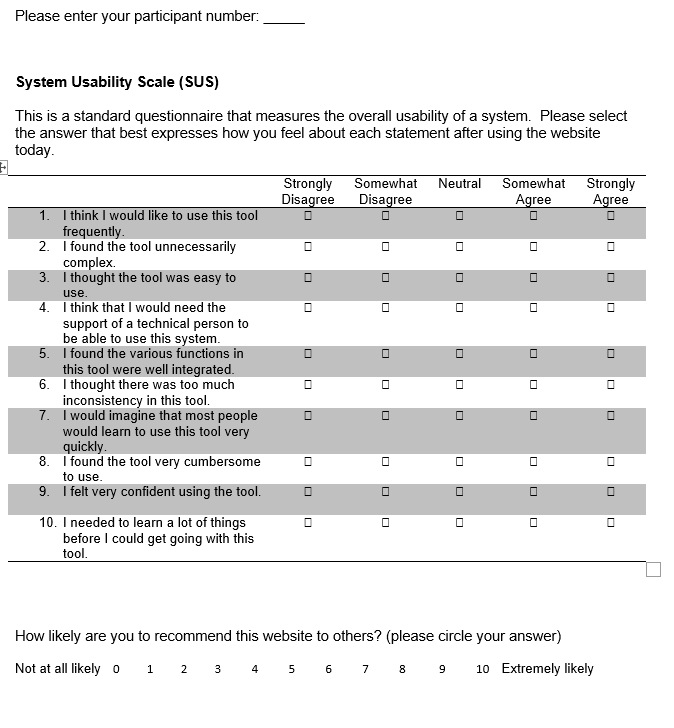 Please enter your participant number: _____
System Usability Scale (SUS)
This is a standard questionnaire that measures the overall usability of a system.  Please select
the answer that best expresses how you feel about each statement after using the website
today.
Strongly Disagree Somewhat Disagree Neutral Somewhat Agree Strongly Agree
1. I think I would like to use this tool
frequently.
2. I found the tool unnecessarily
complex.
3. I thought the tool was easy to
use.
4. I think that I would need the
support of a technical person to
be able to use this system.
5. I found the various functions in
this tool were well integrated.
6. I thought there was too much
inconsistency in this tool.
7. I would imagine that most people
would learn to use this tool very
quickly.
8. I found the tool very cumbersome
to use.
9. I felt very confident using the tool.
10. I needed to learn a lot of things
before I could get going with this
tool.
How likely are you to recommend this website to others? (please circle your answer)
Not at all likely 0 1 2 3 4 5 6 7 8 9 10 Extremely likely